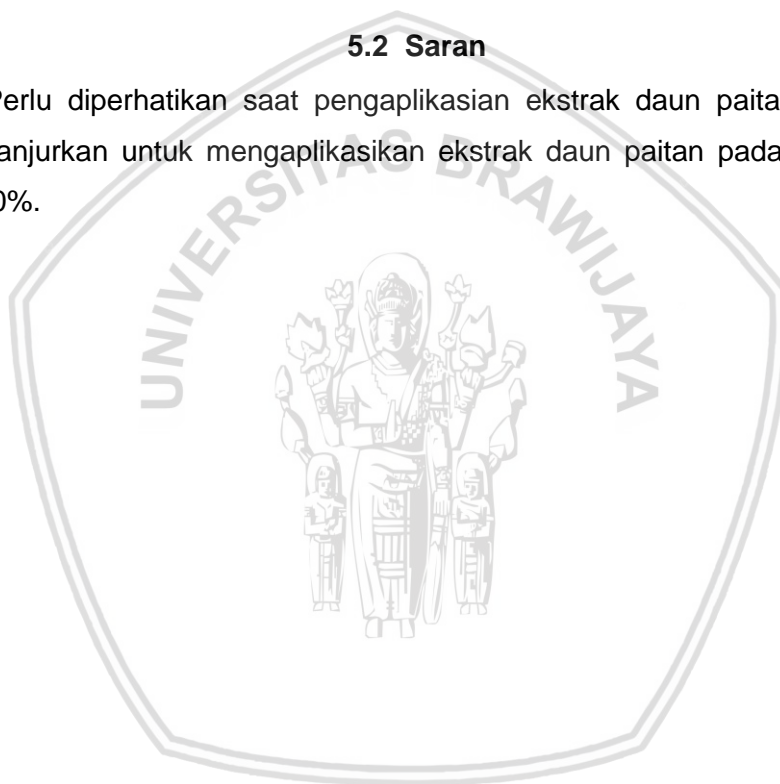 5.2 Saran
Perlu diperhatikan saat pengaplikasian ekstrak daun
anjurkan untuk mengaplikasikan ekstrak daun paitan pada
0%.
UNIVERSITAS BRAWIJAYA